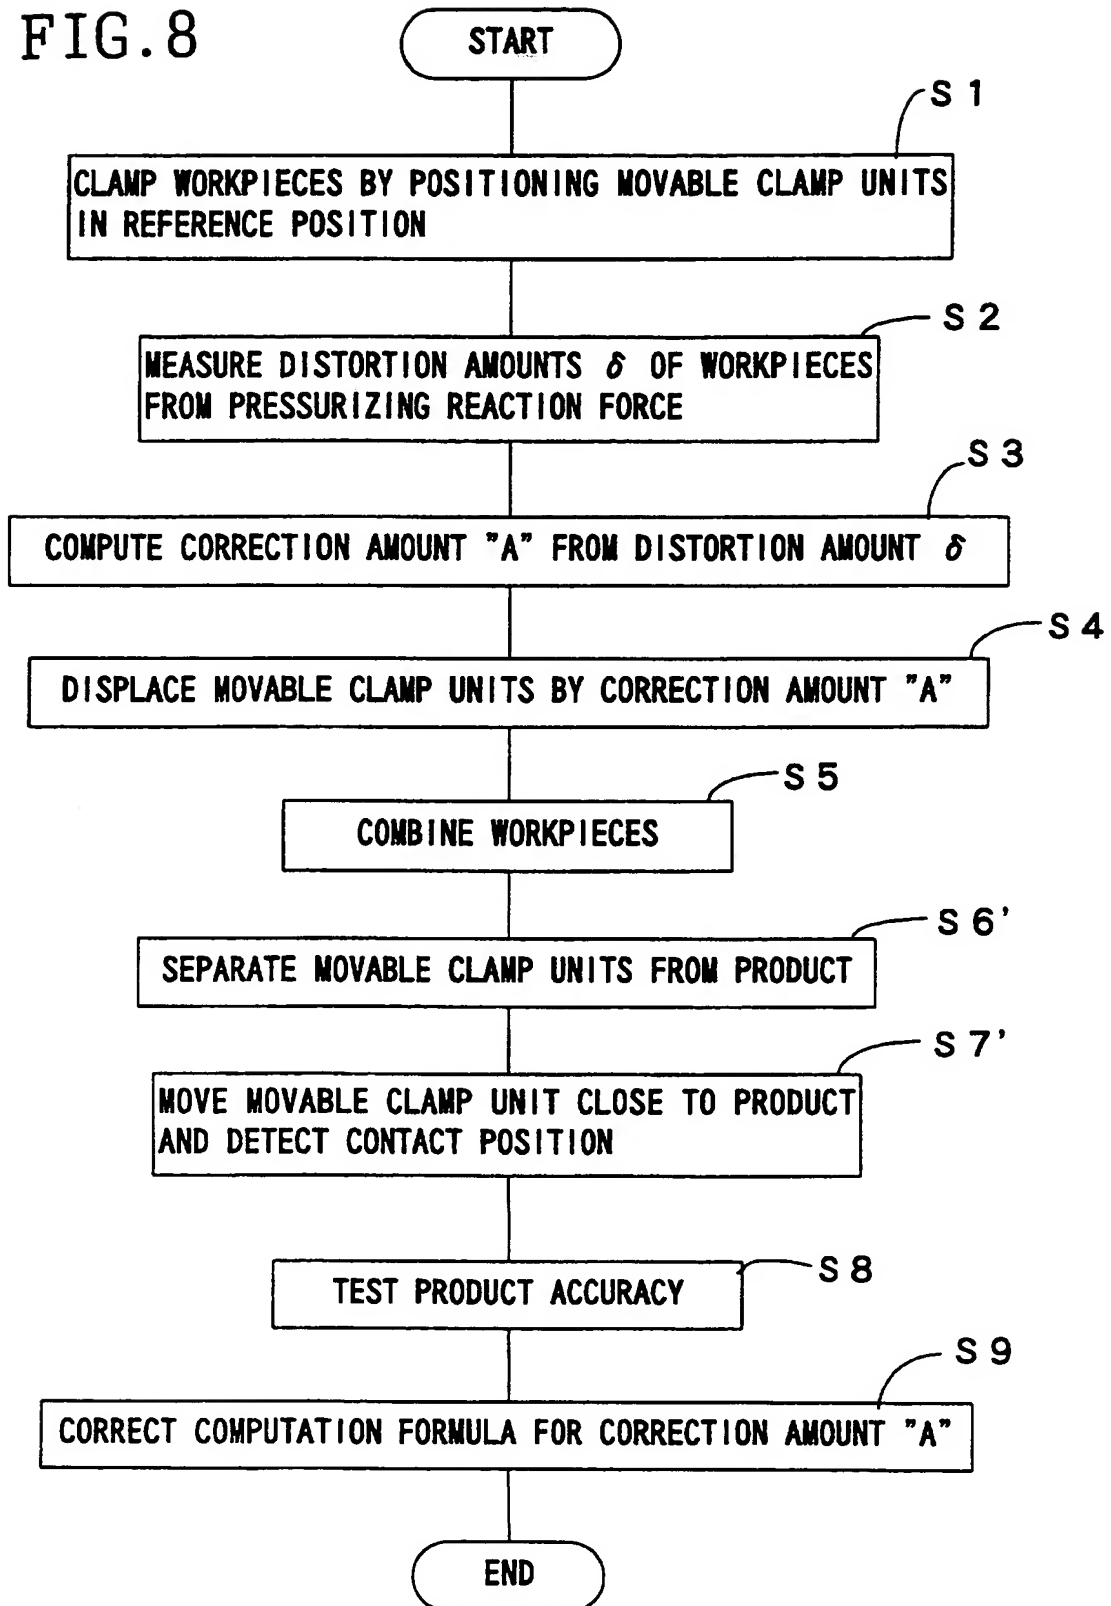 FIG.8
START
S1
CLAMP WORKPIECES BY POSITIONING MOVABLE CLAMP UNITS
IN REFERENCE POSITION
S2
MEASURE DISTORTION AMOUNTS δ OF WORKPIECES
FROM PRESSURIZING REACTION FORCE
S3
COMPUTE CORRECTION AMOUNT "A" FROM DISTORTION AMOUNT δ
S4
DISPLACE MOVABLE CLAMP UNITS BY CORRECTION AMOUNT "A"
S5
COMBINE WORKPIECES
S6'
SEPARATE MOVABLE CLAMP UNITS FROM PRODUCT
S7'
MOVE MOVABLE CLAMP UNIT CLOSE TO PRODUCT
AND DETECT CONTACT POSITION
S8
TEST PRODUCT ACCURACY
S9
CORRECT COMPUTATION FORMULA FOR CORRECTION AMOUNT "A"
END